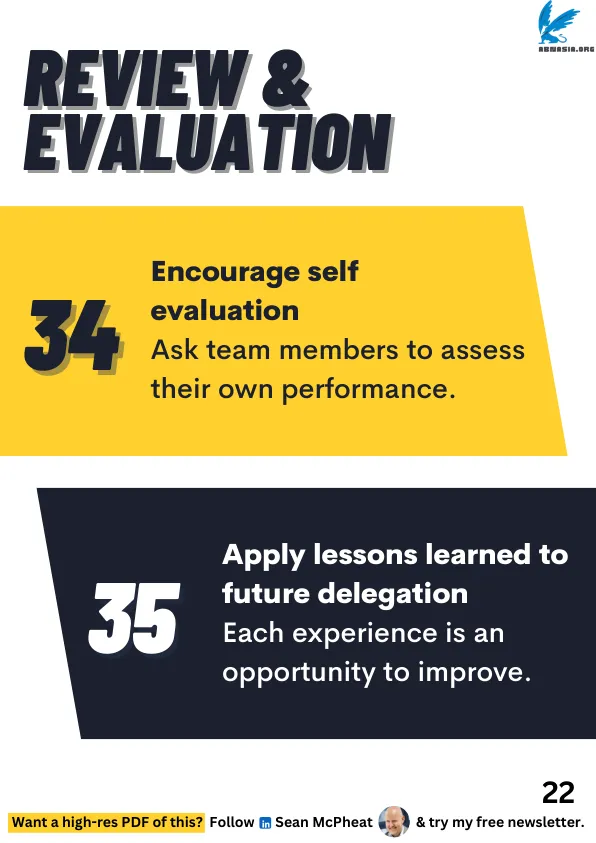 ABNASIA.ORG
REVIEW &
EVALUATION
34
Encourage self
evaluation
Ask team members to assess
their own performance.
35
Apply lessons learned to
future delegation
Each experience is an
opportunity to improve.
22
Want a high-res PDF of this? Follow in Sean McPheat & try my free newsletter.